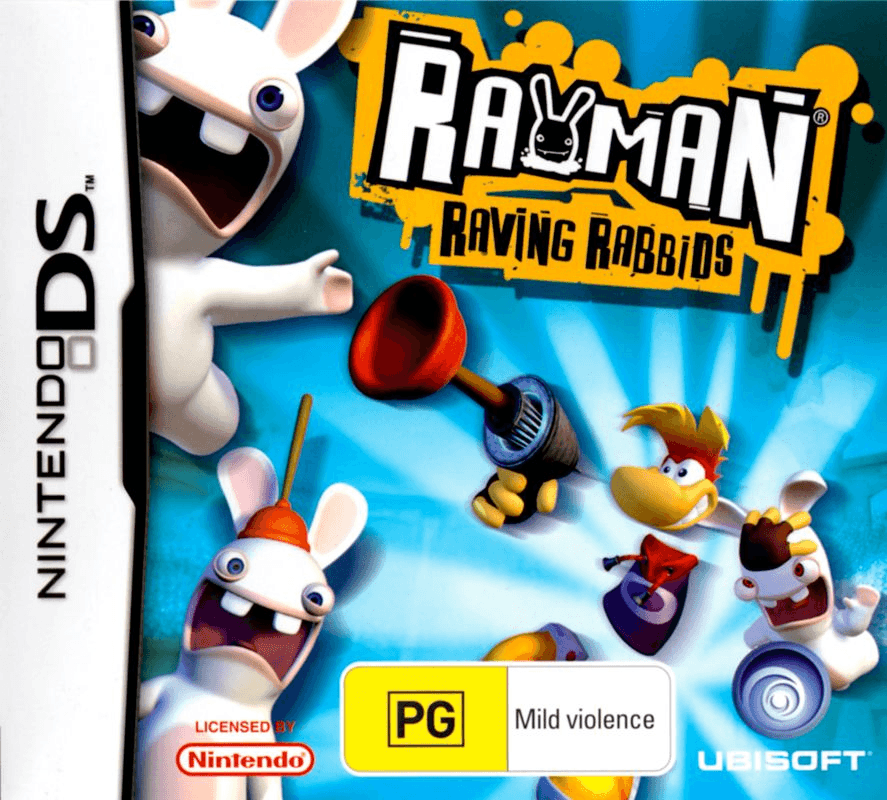 NINTENDO DS™
RAYMAN®
RAVING RABBIDS
LICENSED BY
Nintendo®
PG Mild violence
UBISOFT®